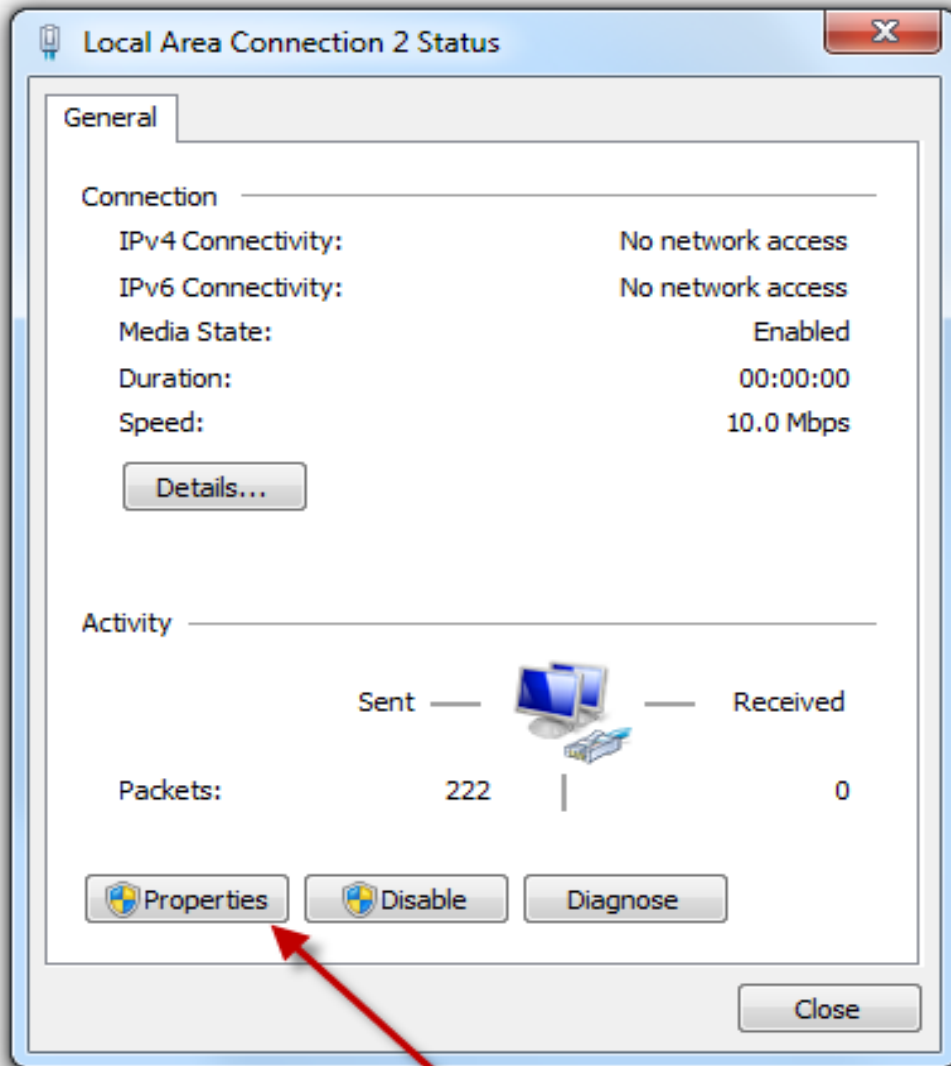 Local Area Connection 2 Status
General
Connection
IPv4 Connectivity: No network access
IPv6 Connectivity: No network access
Media State: Enabled
Duration: 00:00:00
Speed: 10.0 Mbps
Details...
Activity
Sent Received
Packets: 222 0
Properties Disable Diagnose
Close